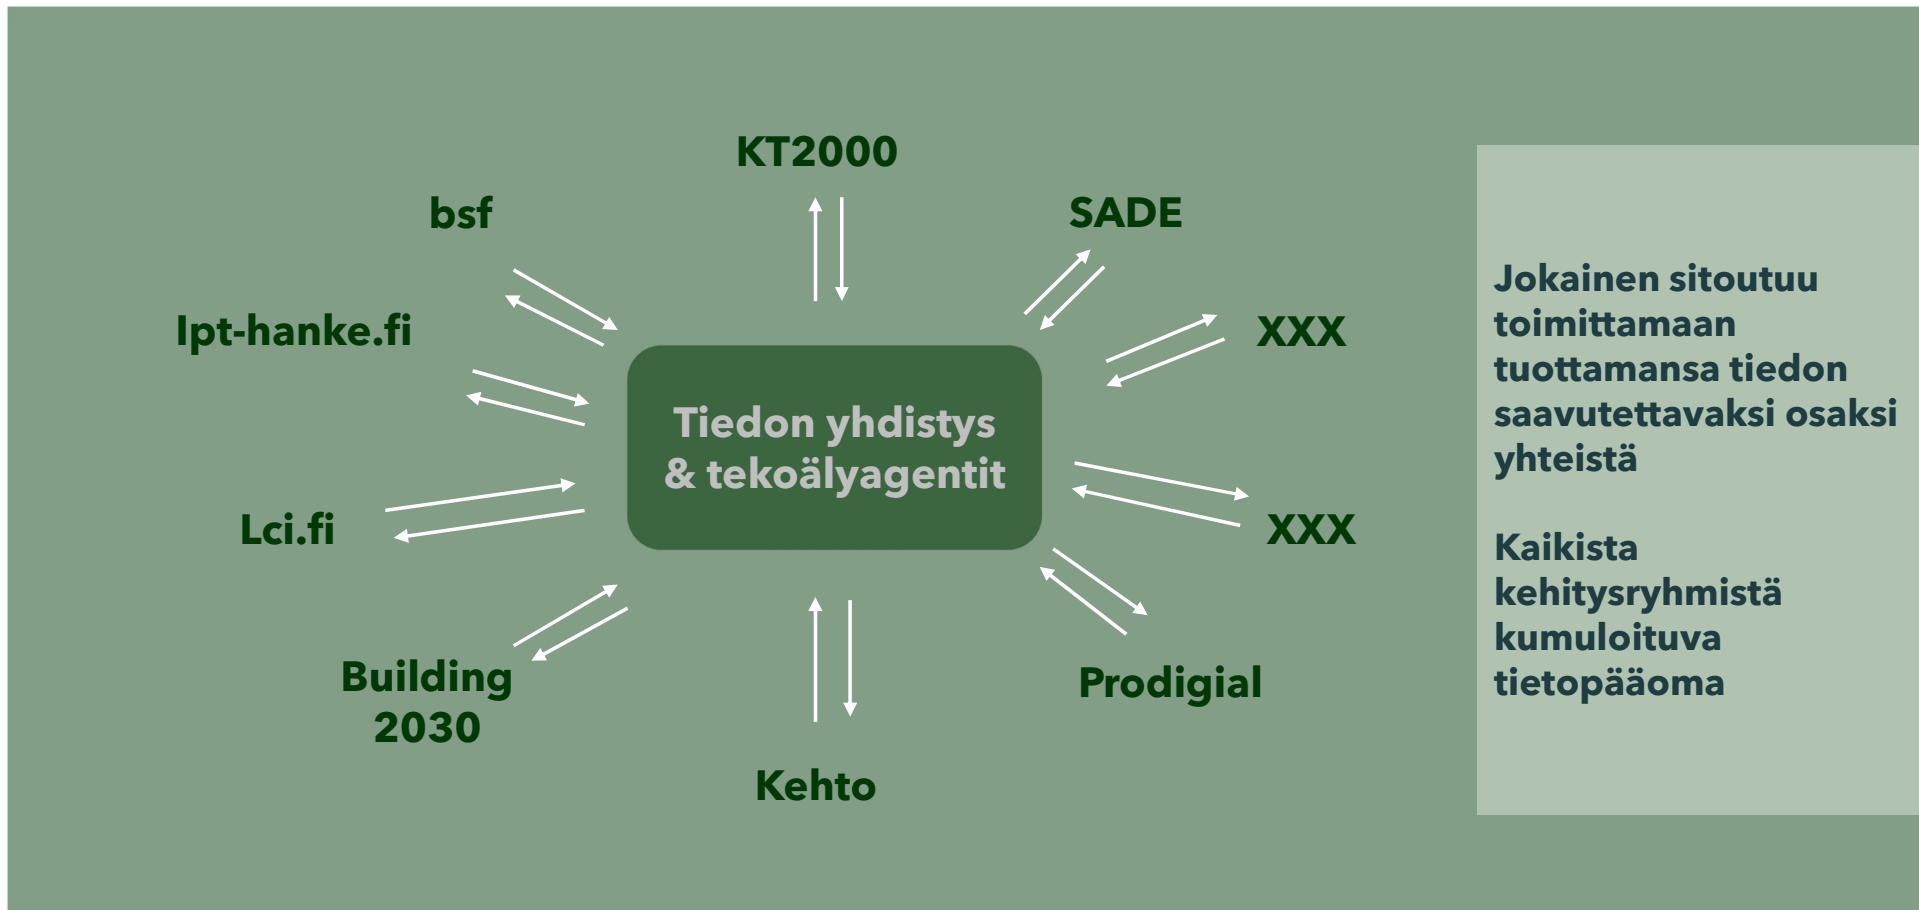 KT2000
bsf
SADE
Ipt-hanke.fi
XXX
Tiedon yhdistys
& tekoälyagentit
Lci.fi
XXX
Building
2030
Prodigial
Kehto
Jokainen sitoutuu
toimittamaan
tuottamansa tiedon
saavutettavaksi osaksi
yhteistä
Kaikista
kehitysryhmistä
kumuloituva
tietopääoma